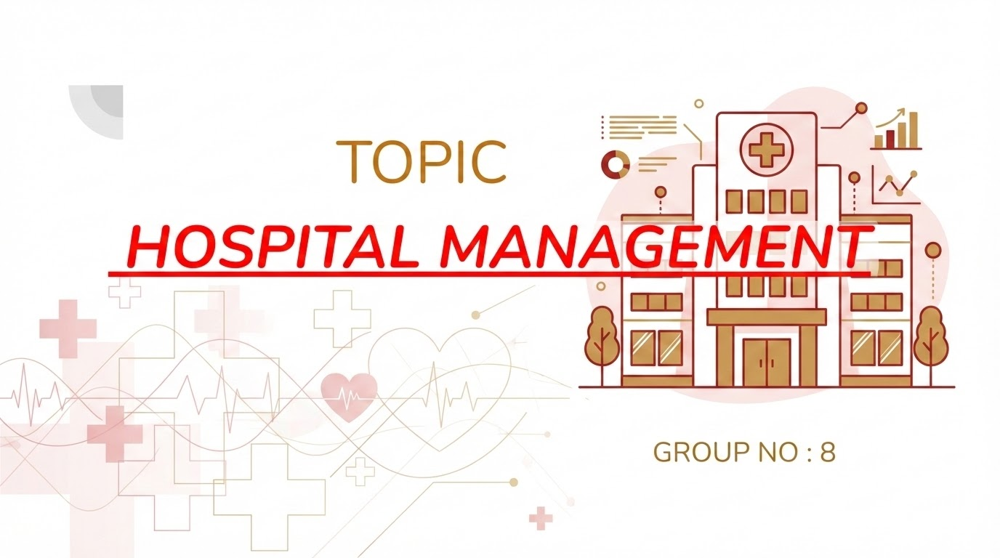 TOPIC
HOSPITAL MANAGEMENT
GROUP NO : 8